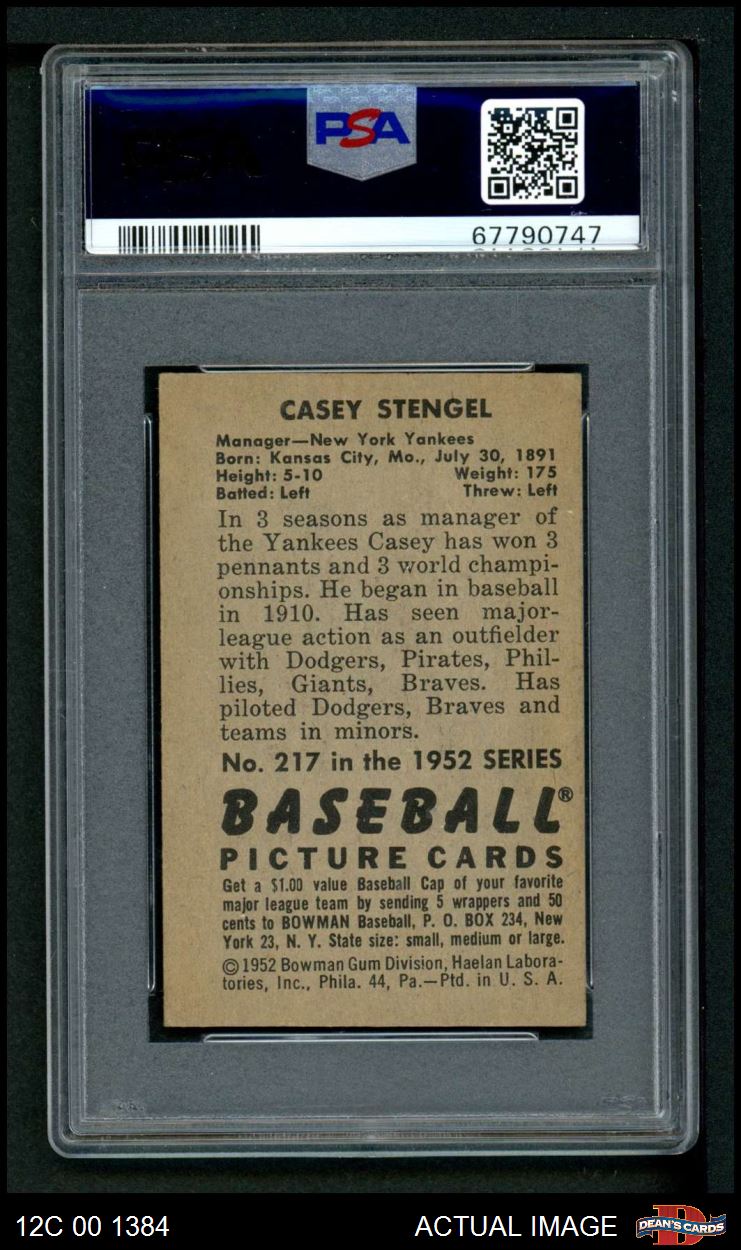 PSA
67790747
CASEY STENGEL
Manager—New York Yankees
Born: Kansas City, Mo., July 30, 1891
Height: 5-10 Weight: 175
Batted: Left Threw: Left
In 3 seasons as manager of
the Yankees Casey has won 3
pennants and 3 world champi-
onships. He began in baseball
in 1910. Has seen major-
league action as an outfielder
with Dodgers, Pirates, Phil-
lies, Giants, Braves. Has
piloted Dodgers, Braves and
teams in minors.
No. 217 in the 1952 SERIES
BASEBALL®
PICTURE CARDS
Get a $1.00 value Baseball Cap of your favorite
major league team by sending 5 wrappers and 50
cents to BOWMAN Baseball, P. O. BOX 234, New
York 23, N. Y. State size: small, medium or large.
©1952 Bowman Gum Division, Haelan Labora-
tories, Inc., Phila. 44, Pa.—Ptd. in U. S. A.
12C 00 1384 ACTUAL IMAGE DEAN'S CARDS